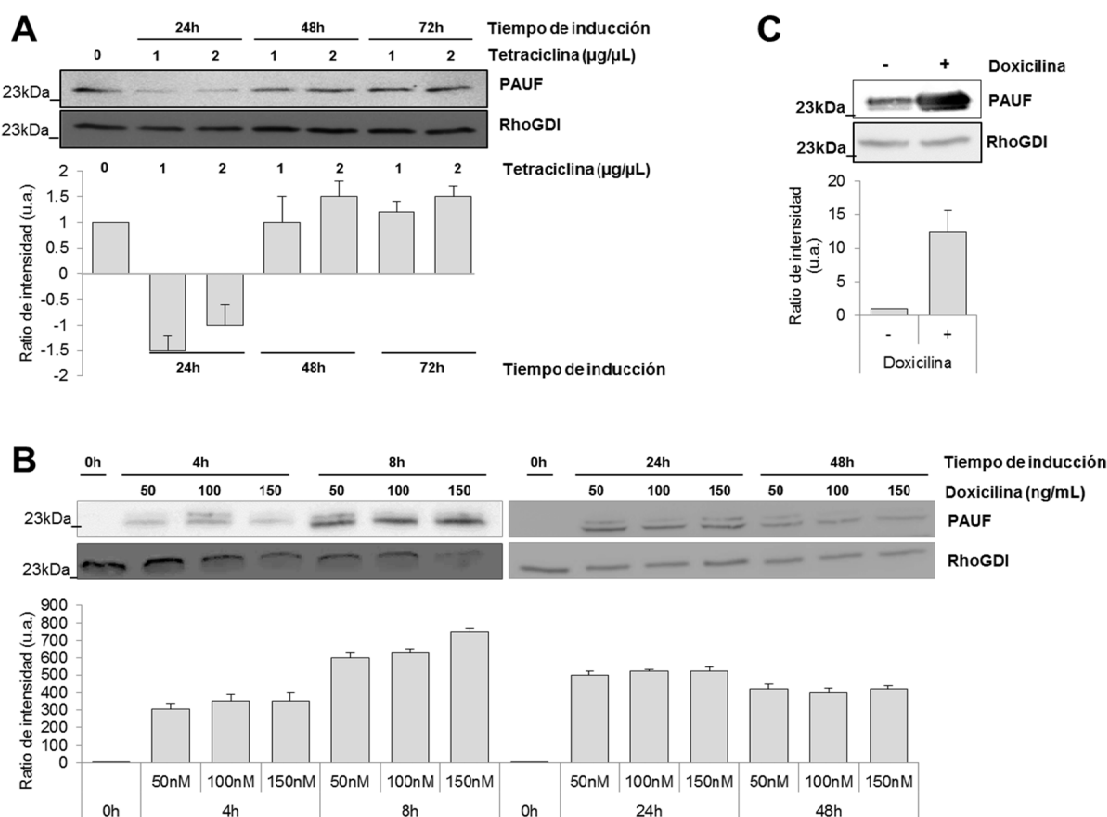 A
24h 48h 72h Tiempo de inducción
0 1 2 1 2 1 2 Tetraciclina (µg/µL)
23kDa_ PAUF
23kDa_ RhoGDI
0 1 2 1 2 1 2 Tetraciclina (µg/µL)
Ratio de intensidad (u.a.)
2
1.5
1
0.5
0
-0.5
-1
-1.5
-2
24h 48h 72h Tiempo de inducción
C
- + Doxicilina
23kDa_ PAUF
23kDa_ RhoGDI
Ratio de intensidad
(u.a.)
20
15
10
5
0
- +
Doxicilina
B
0h 4h 8h 0h 24h 48h Tiempo de inducción
50 100 150 50 100 150 50 100 150 50 100 150 Doxicilina (ng/mL)
23kDa_ PAUF
23kDa_ RhoGDI
Ratio de intensidad (u.a.)
900
800
700
600
500
400
300
200
100
0
50nM 100nM 150nM 50nM 100nM 150nM 50nM 100nM 150nM 50nM 100nM 150nM
0h 4h 8h 0h 24h 48h